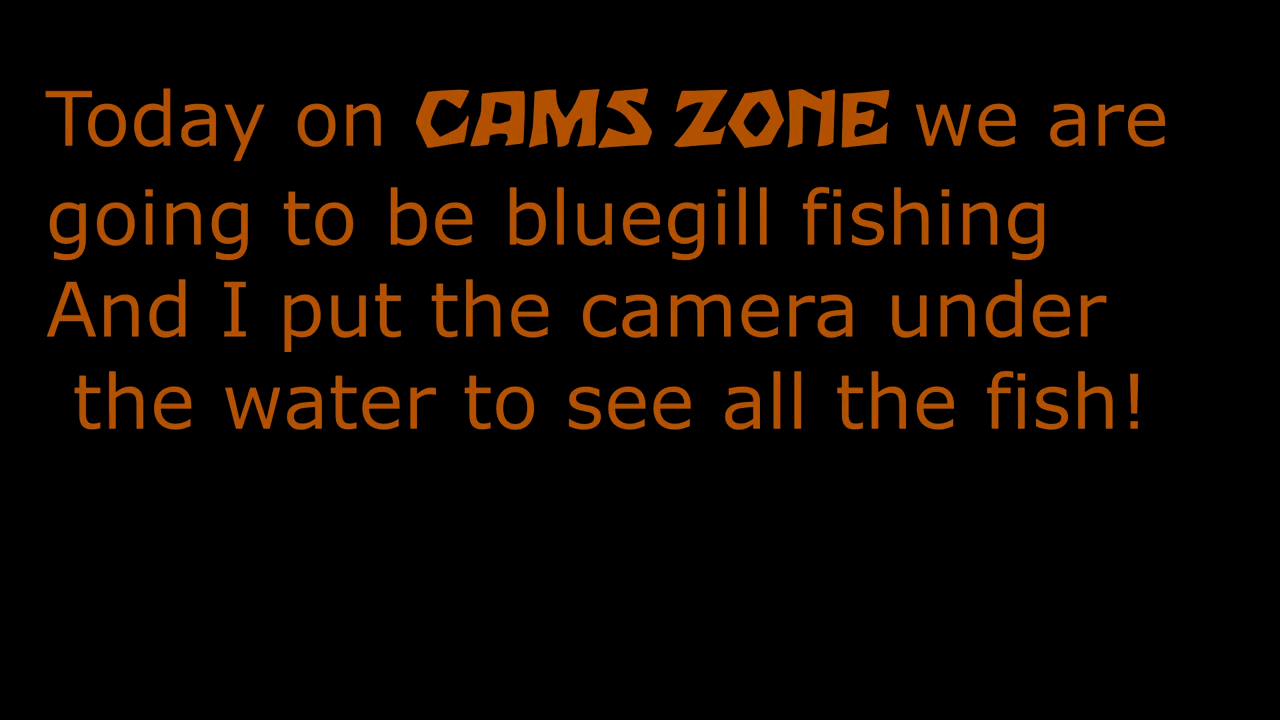 Today on CAMS ZONE we are
going to be bluegill fishing
And I put the camera under
the water to see all the fish!